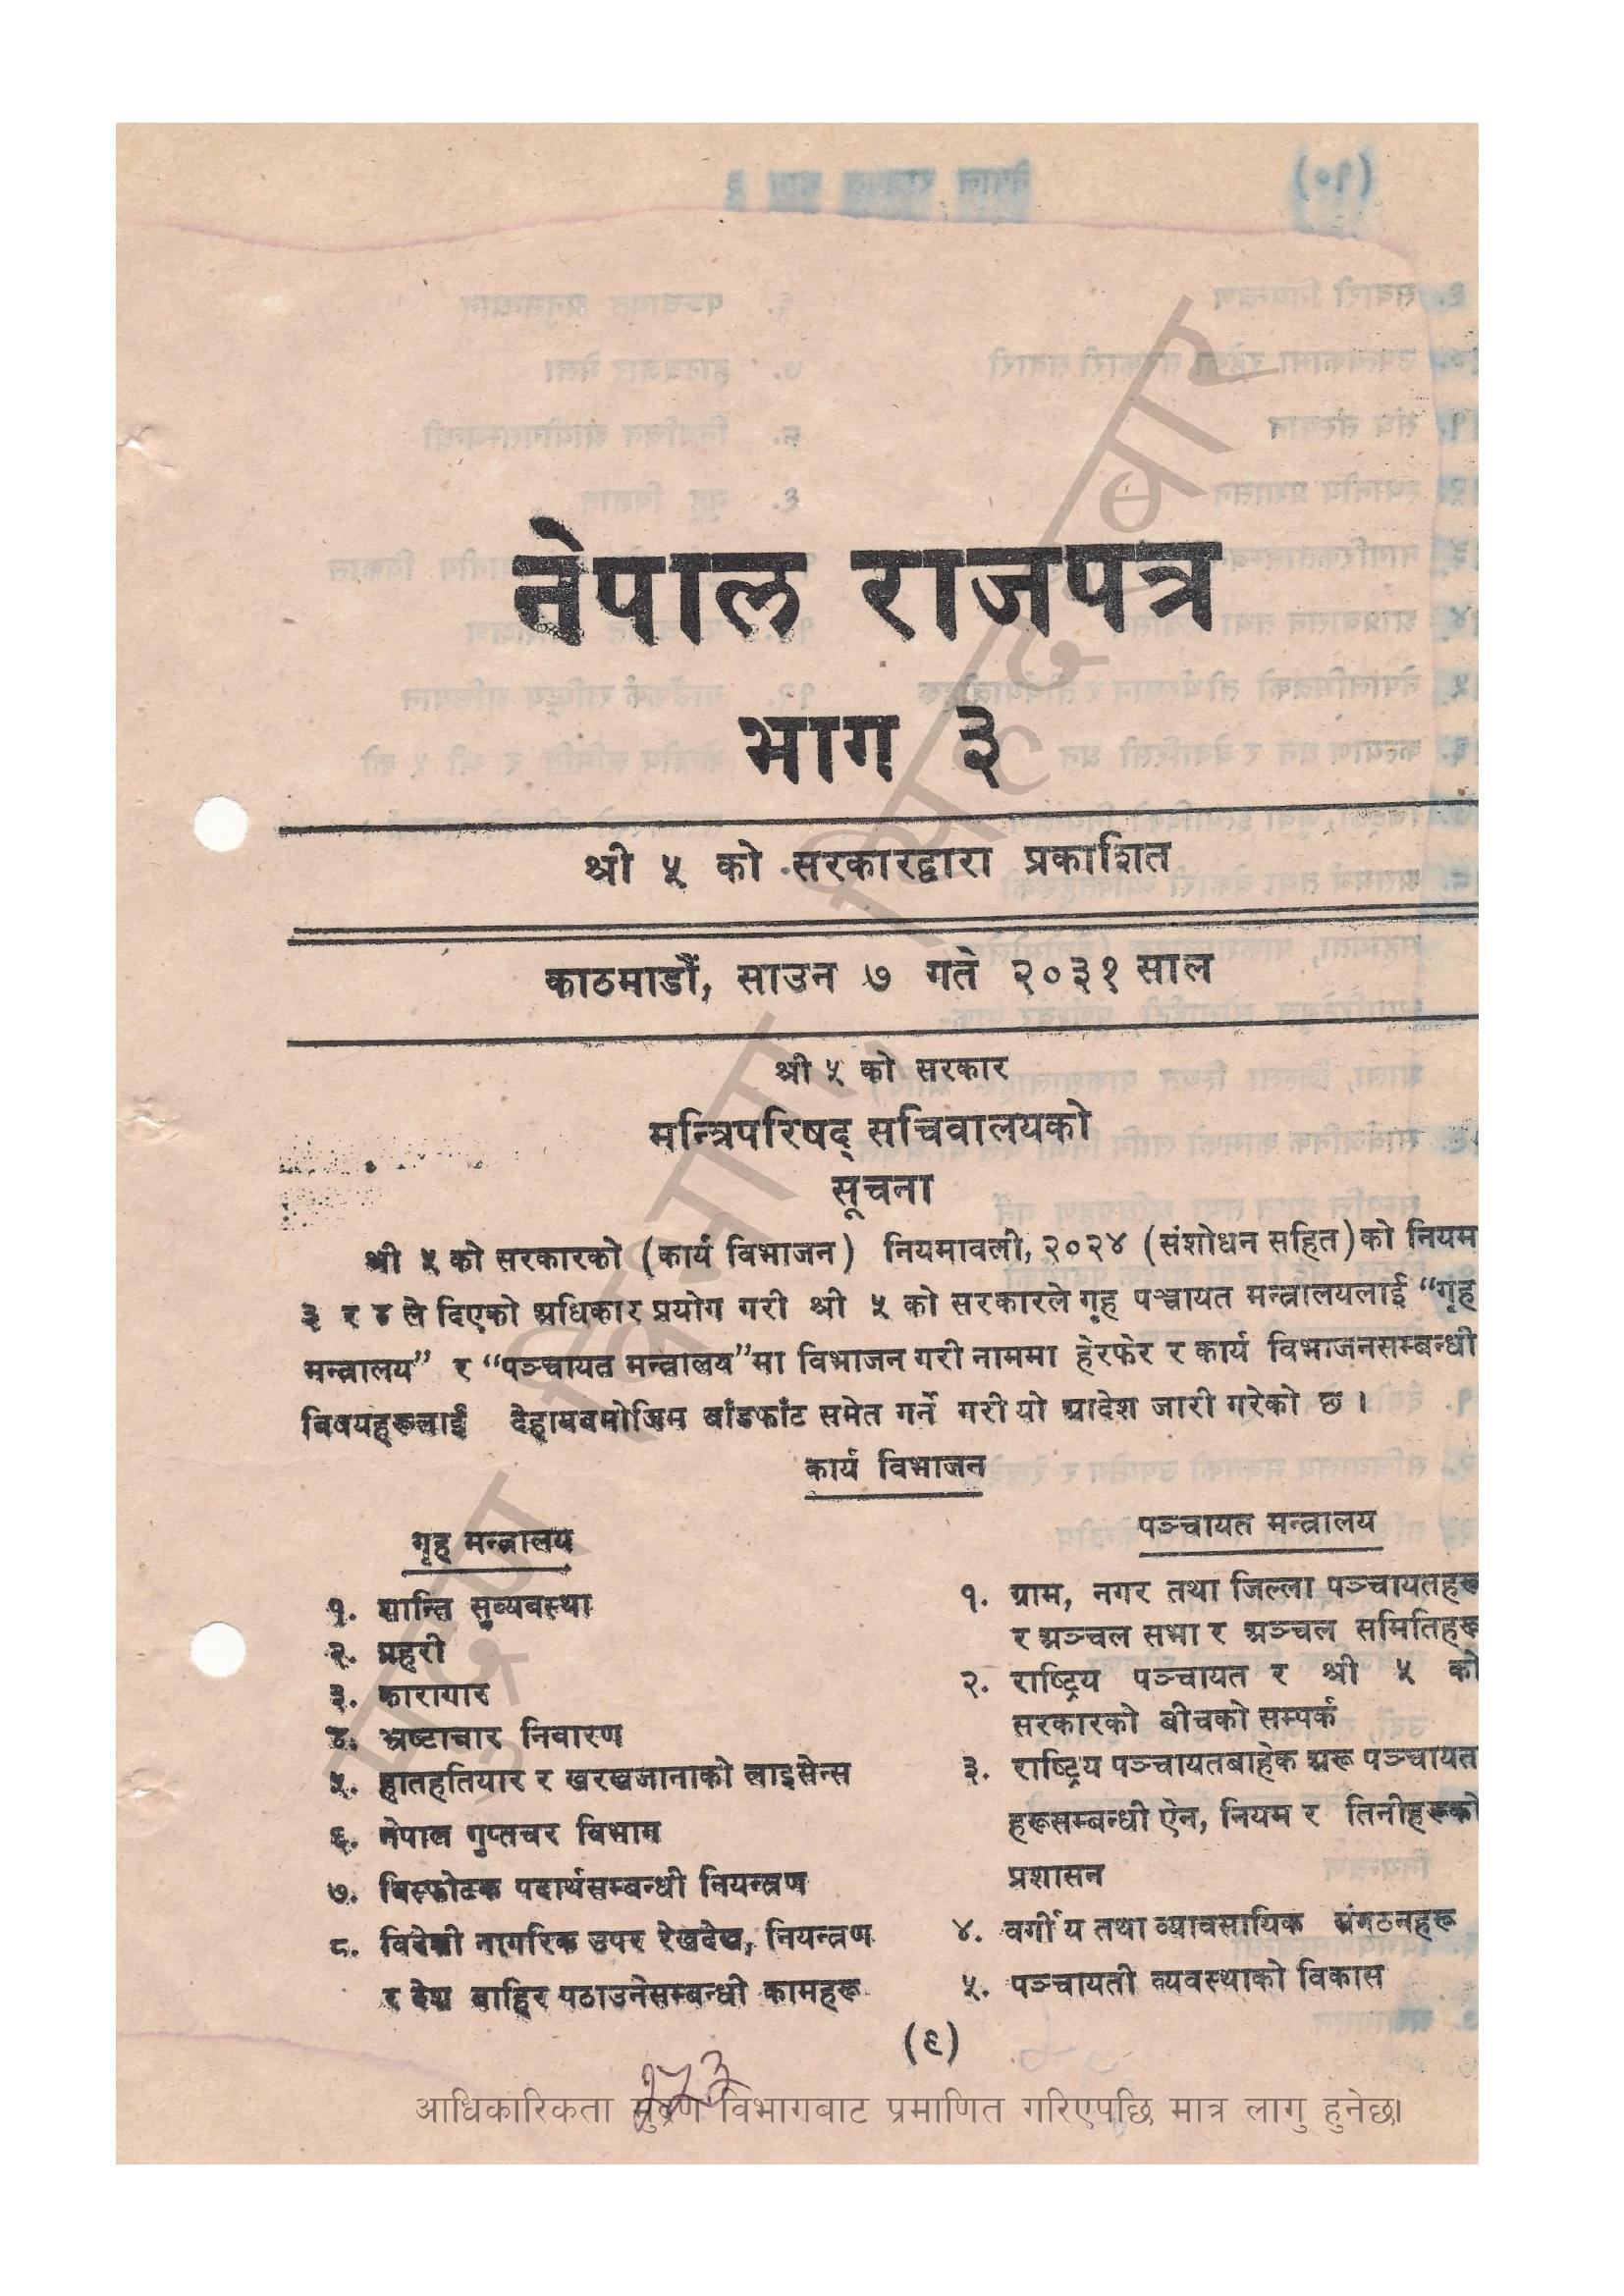 नेपाल राजपत्र
भाग ३
श्री ५ को सरकारद्वारा प्रकाशित
काठमाडौं, साउन ७ गते २०३१ साल
श्री ५ को सरकार
मन्त्रिपरिषद् सचिवालयको
सूचना
श्री ५ को सरकारको (कार्य विभाजन) नियमावली, २०२४ (संशोधन सहित) को नियम
३ र ४ ले दिएको अधिकार प्रयोग गरी श्री ५ को सरकारले गृह पञ्चायत मन्त्रालयलाई “गृह
मन्त्रालय” र “पञ्चायत मन्त्रालय”मा विभाजन गरी नाममा हेरफेर र कार्य विभाजनसम्बन्धी
विषयहरूलाई देहायबमोजिम बांडफांट समेत गर्ने गरी यो आदेश जारी गरेको छ ।
कार्य विभाजन
गृह मन्त्रालय
१. शान्ति सुव्यवस्था
२. प्रहरी
३. कारागार
४. भ्रष्टाचार निवारण
५. हातहतियार र खरखजानाको लाइसेन्स
६. नेपाल गुप्तचर विभाग
७. विस्फोटक पदार्थसम्बन्धी नियन्त्रण
८. विदेशी नागरिक उपर रेखदेख, नियन्त्रण
र देश बाहिर पठाउनेसम्बन्धी कामहरू
पञ्चायत मन्त्रालय
१. ग्राम, नगर तथा जिल्ला पञ्चायतहरू
र अञ्चल सभा र अञ्चल समितिहरू
२. राष्ट्रिय पञ्चायत र श्री ५ को
सरकारको बीचको सम्पर्क
३. राष्ट्रिय पञ्चायतबाहेक अरू पञ्चायत
हरूसम्बन्धी ऐन, नियम र तिनीहरूको
प्रशासन
४. वर्गीय तथा व्यावसायिक संगठनहरू
५. पञ्चायती व्यवस्थाको विकास
(९)
आधिकारिकता मुद्रण विभागबाट प्रमाणित गरिएपछि मात्र लागु हुनेछ।